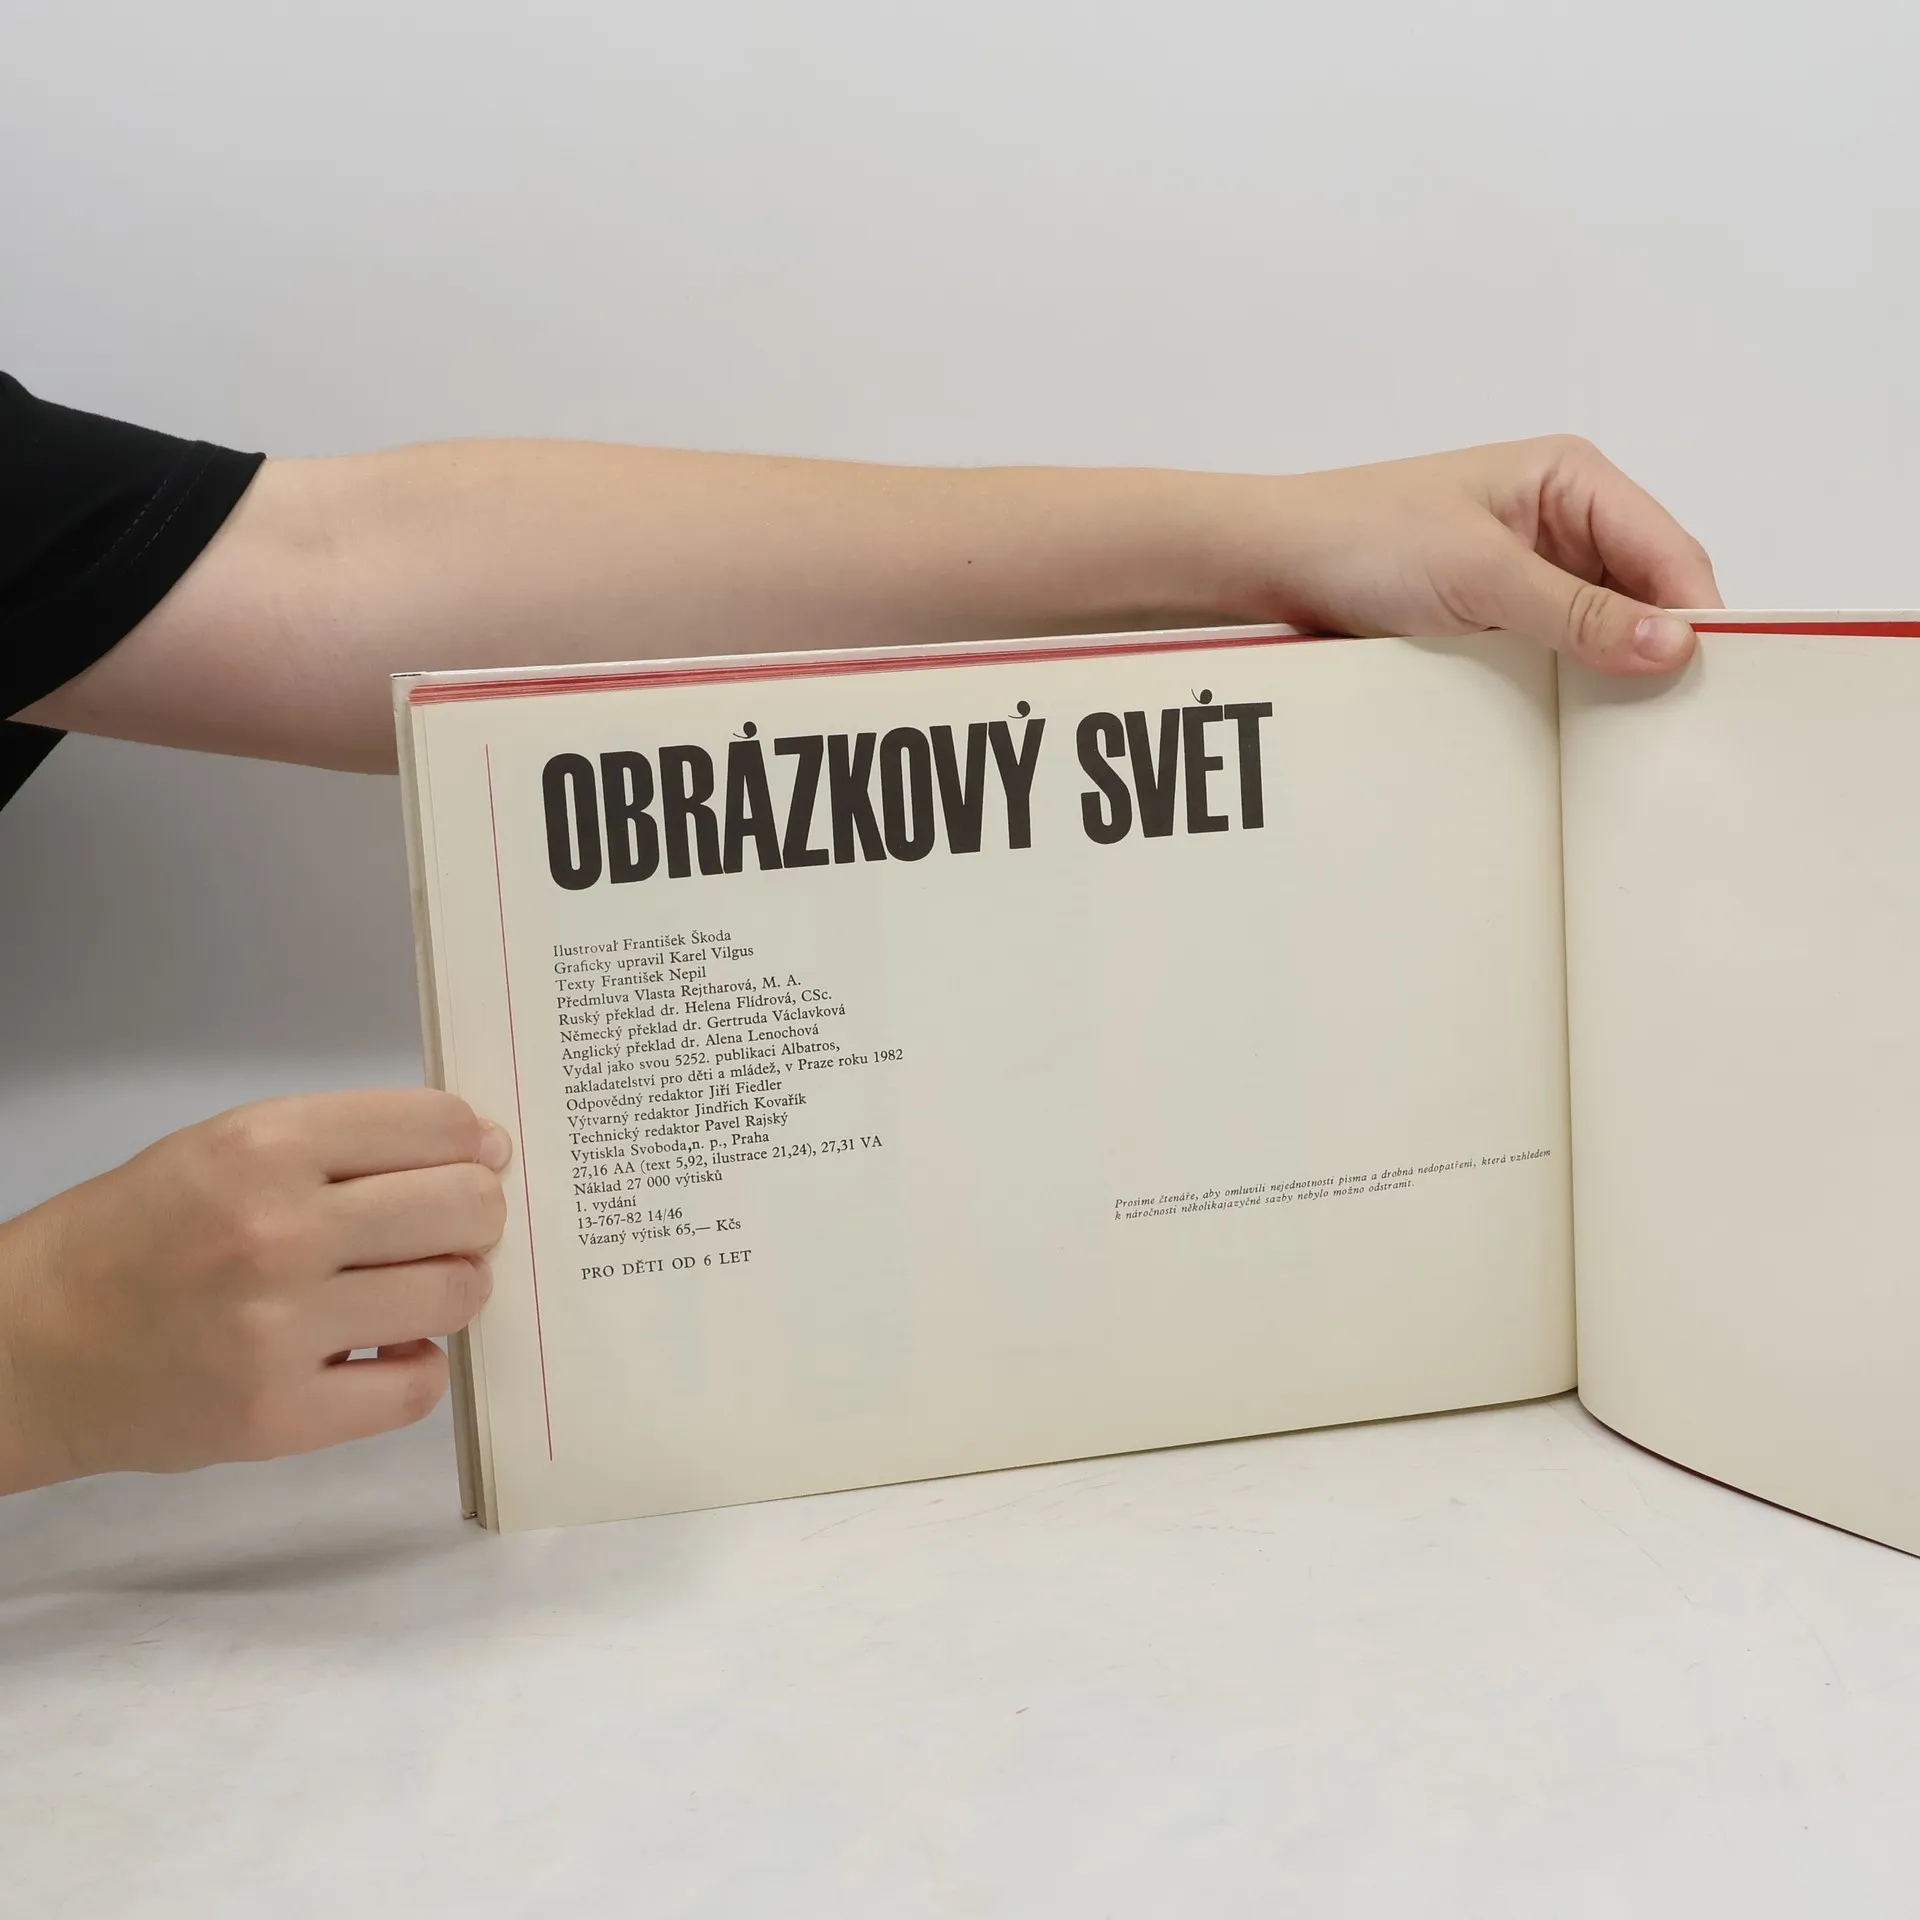 OBRÁZKOVÝ SVĚT
Ilustroval František Škoda
Graficky upravil Karel Vilgus
Texty František Nepil
Předmluva Vlasta Rejtharová, M. A.
Ruský překlad dr. Helena Flídrová, CSc.
Německý překlad dr. Gertruda Václavková
Anglický překlad dr. Alena Lenochová
Vydal jako svou 5252. publikaci Albatros,
nakladatelství pro děti a mládež, v Praze roku 1982
Odpovědný redaktor Jiří Fiedler
Výtvarný redaktor Jindřich Kovařík
Technický redaktor Pavel Rajský
Vytiskla Svoboda,n. p., Praha
27,16 AA (text 5,92, ilustrace 21,24), 27,31 VA
Náklad 27 000 výtisků
1. vydání
13-767-82 14/46
Vázaný výtisk 65,— Kčs
PRO DĚTI OD 6 LET
Prosíme čtenáře, aby omluvili nejednotnosti písma a drobná nedopatření, která vzhledem
k náročnosti několikajazyčné sazby nebylo možno odstranit.